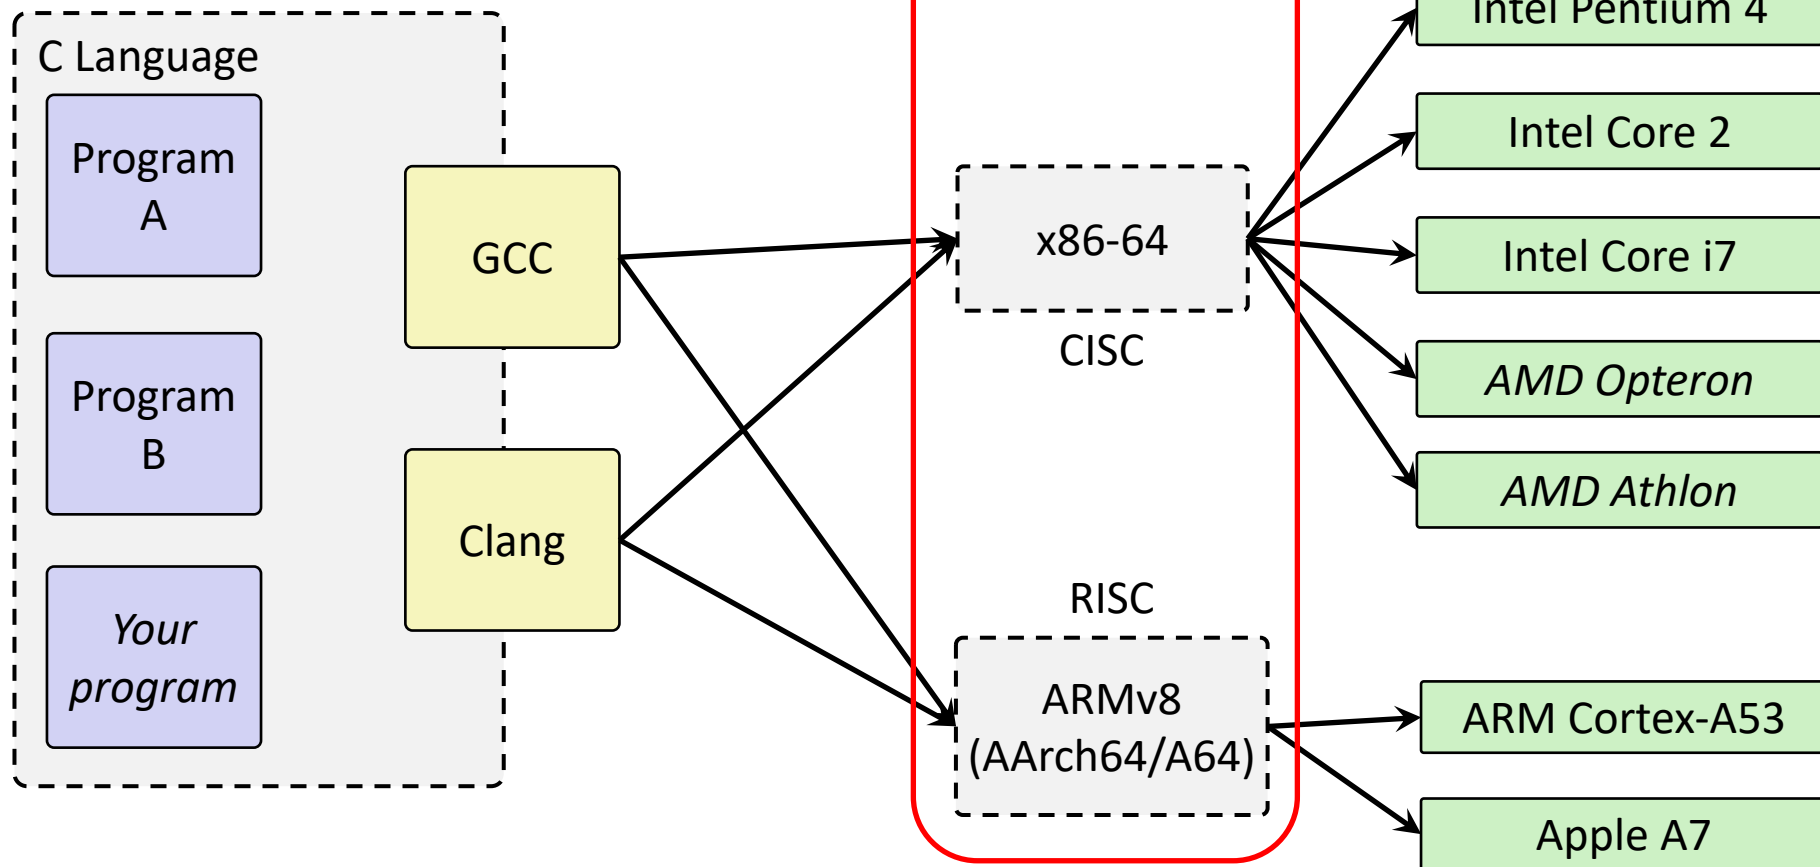 C Language
Program
A
Program
B
Your
program
GCC
Clang
x86-64
CISC
RISC
ARMv8
(AArch64/A64)
Intel Pentium 4
Intel Core 2
Intel Core i7
AMD Opteron
AMD Athlon
ARM Cortex-A53
Apple A7